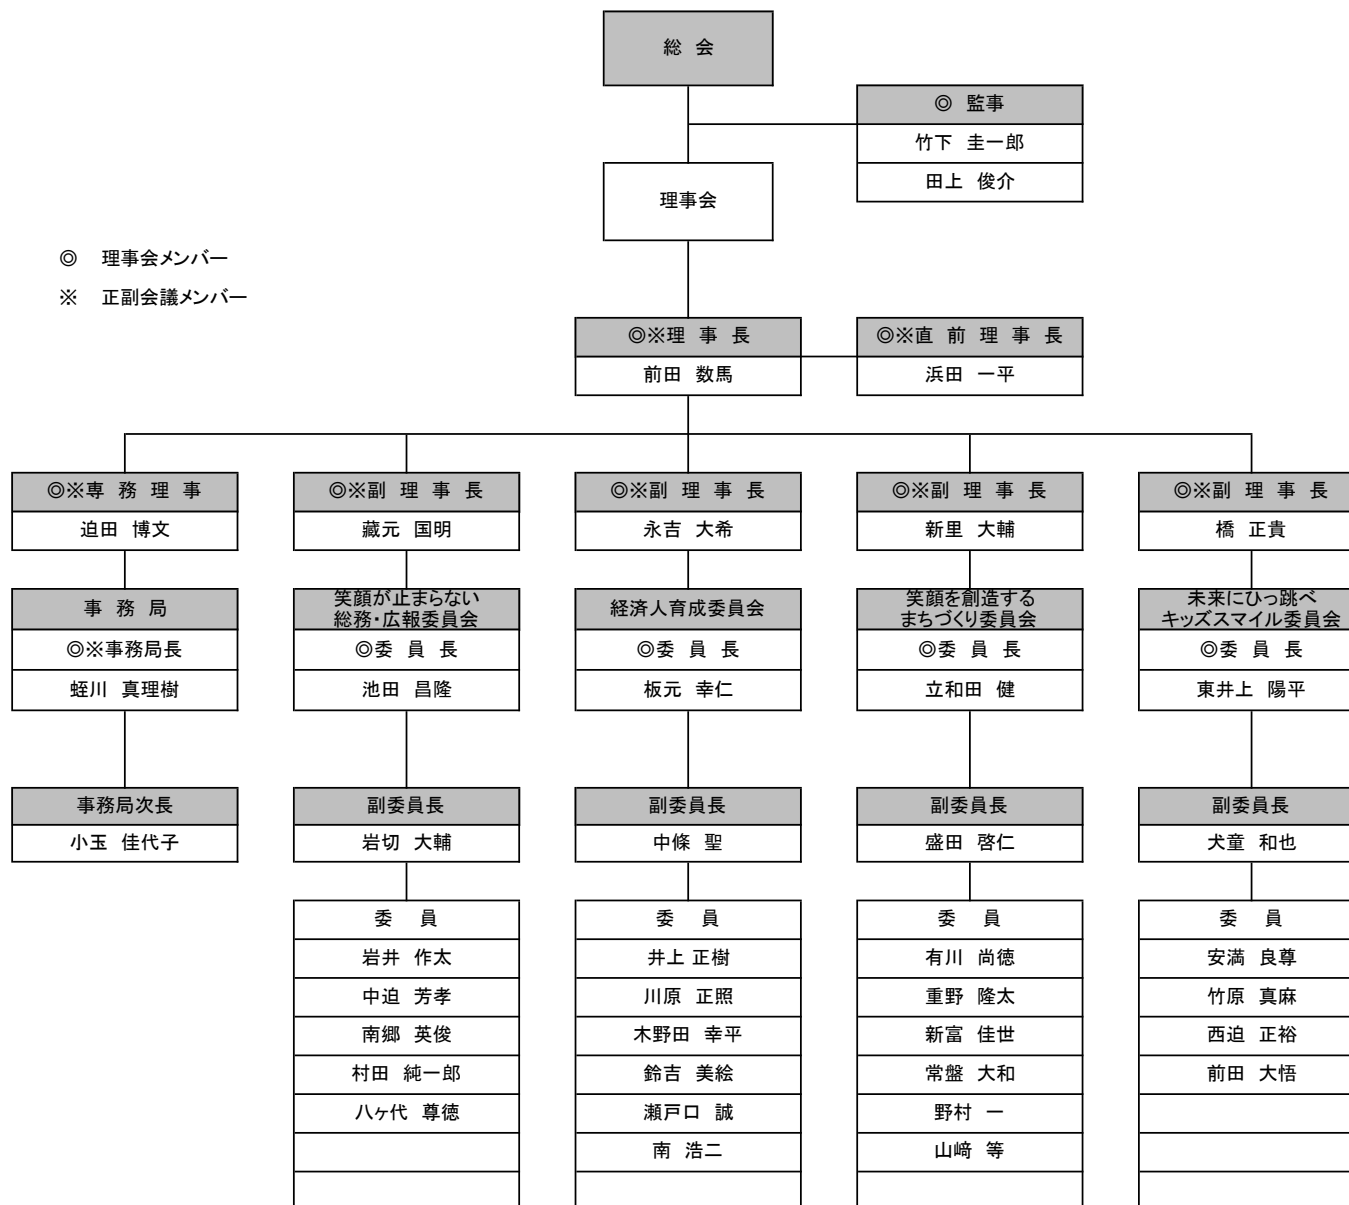 総 会
◎ 監事
竹下 圭一郎
田上 俊介
理事会
◎ 理事会メンバー
※ 正副会議メンバー
◎※理 事 長
前田 数馬
◎※直 前 理 事 長
浜田 一平
◎※専 務 理 事
迫田 博文
事 務 局
◎※事務局長
蛭川 真理樹
事務局次長
小玉 佳代子
◎※副 理 事 長
藏元 国明
笑顔が止まらない
総務・広報委員会
◎委 員 長
池田 昌隆
副委員長
岩切 大輔
委 員
岩井 作太
中迫 芳孝
南郷 英俊
村田 純一郎
八ヶ代 尊徳
◎※副 理 事 長
永吉 大希
経済人育成委員会
◎委 員 長
板元 幸仁
副委員長
中條 聖
委 員
井上 正樹
川原 正照
木野田 幸平
鈴吉 美絵
瀬戸口 誠
南 浩二
◎※副 理 事 長
新里 大輔
笑顔を創造する
まちづくり委員会
◎委 員 長
立和田 健
副委員長
盛田 啓仁
委 員
有川 尚徳
重野 隆太
新富 佳世
常盤 大和
野村 一
山﨑 等
◎※副 理 事 長
橋 正貴
未来にひっ跳べ
キッズスマイル委員会
◎委 員 長
東井上 陽平
副委員長
犬童 和也
委 員
安満 良尊
竹原 真麻
西迫 正裕
前田 大悟